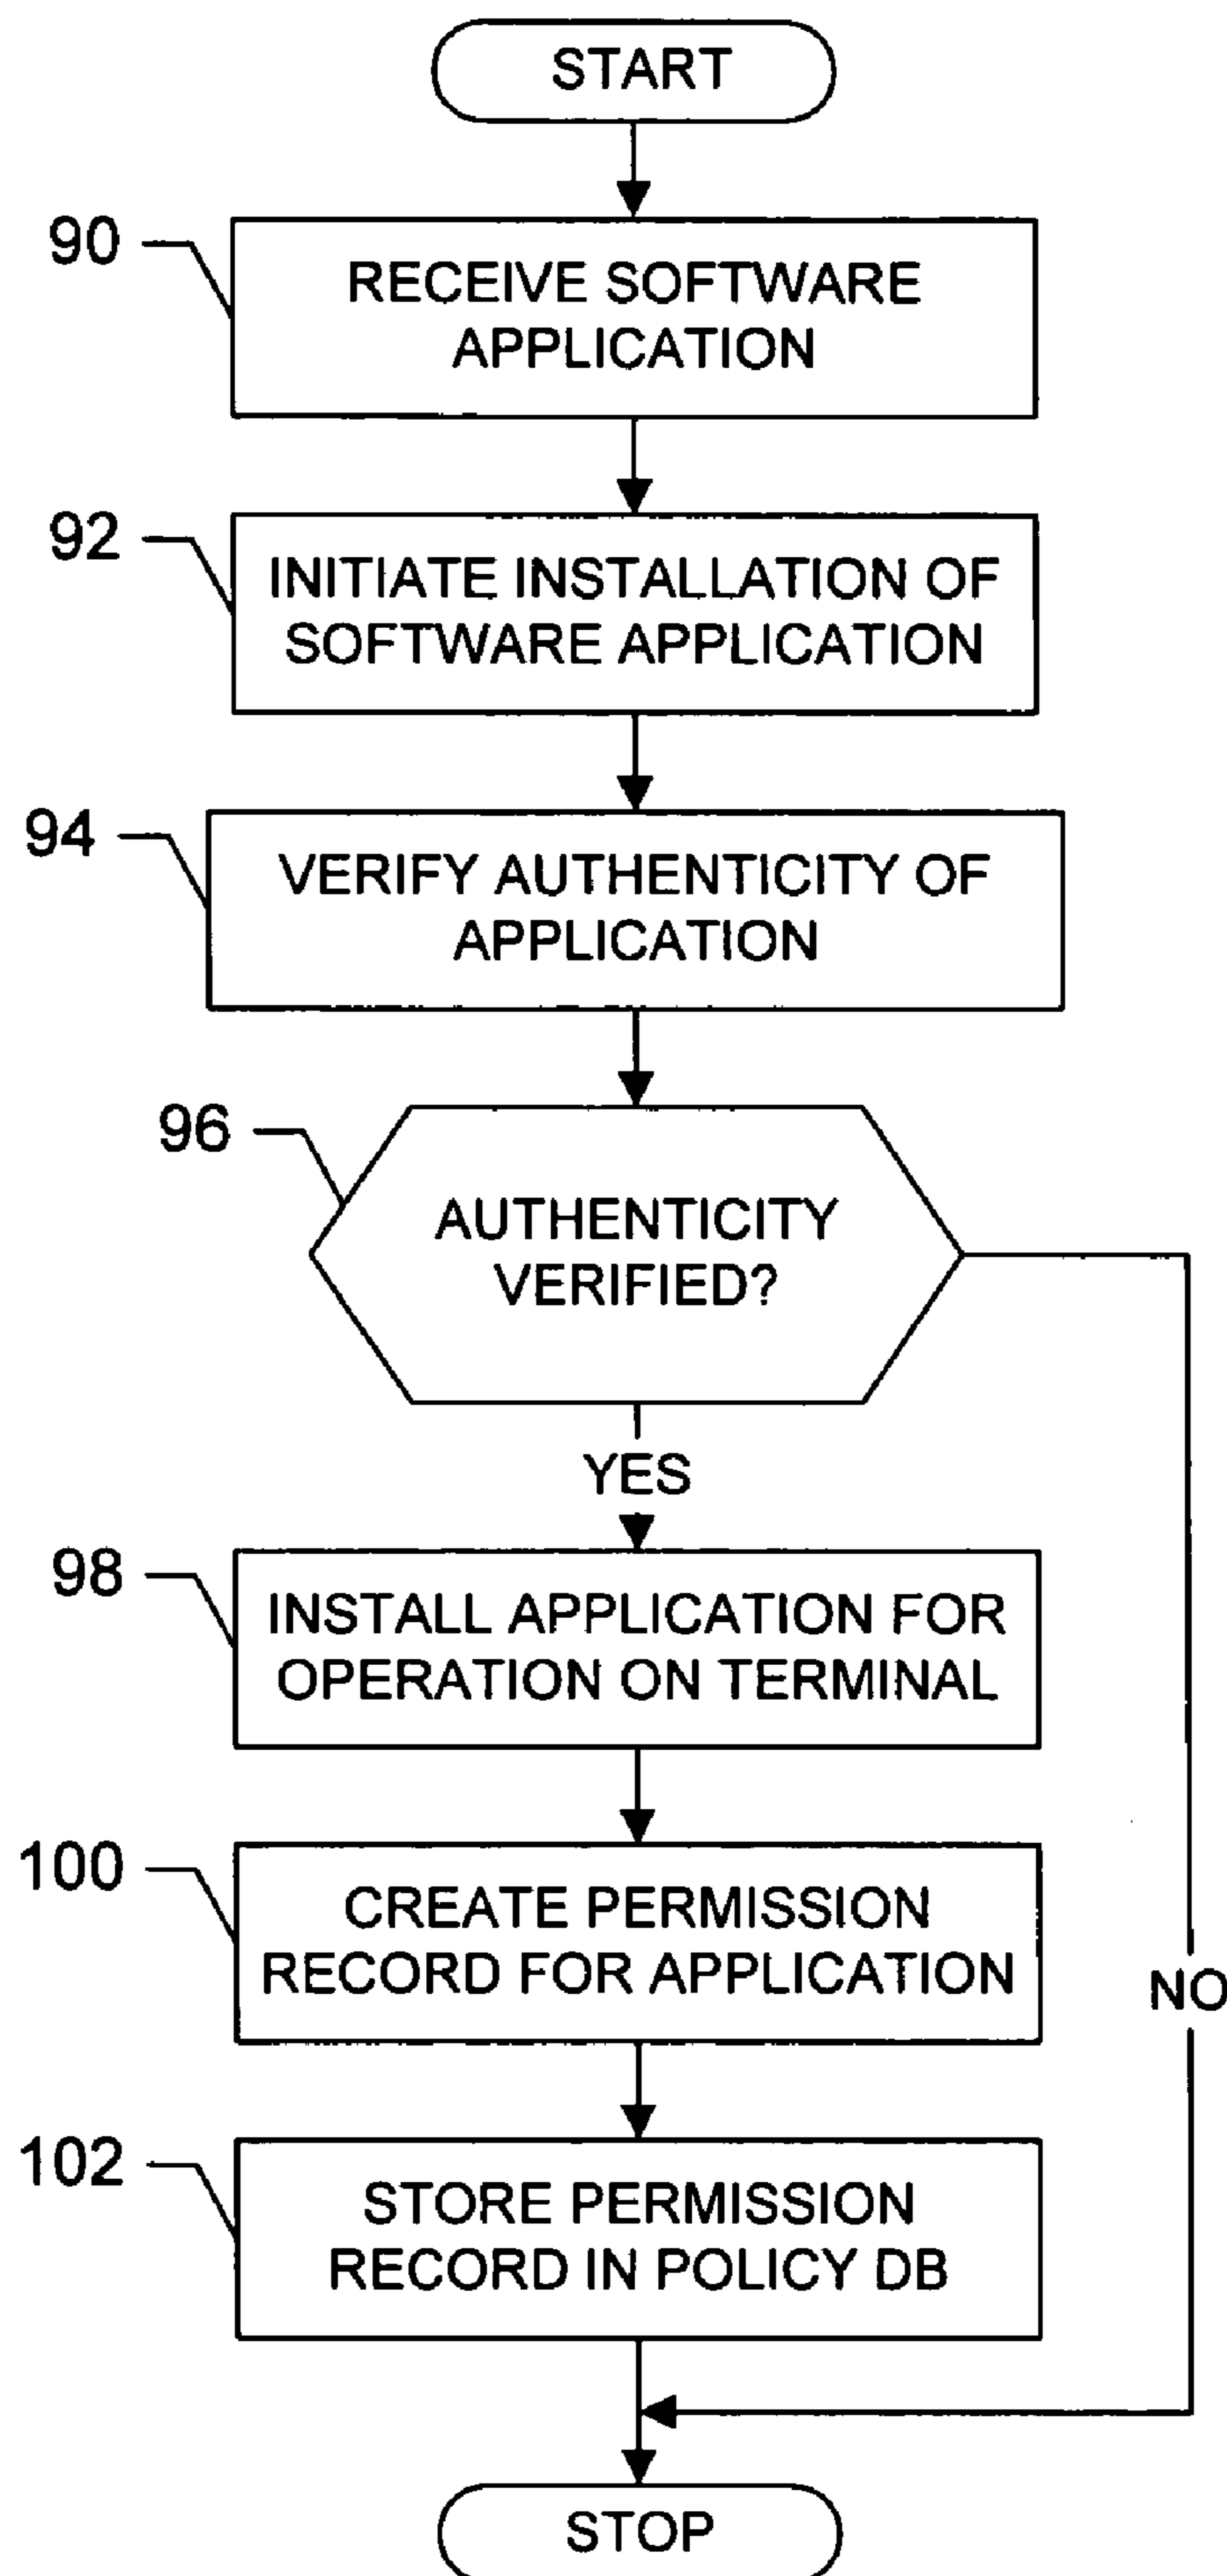 START
90
RECEIVE SOFTWARE
APPLICATION
92
INITIATE INSTALLATION OF
SOFTWARE APPLICATION
94
VERIFY AUTHENTICITY OF
APPLICATION
96
AUTHENTICITY
VERIFIED?
YES
98
INSTALL APPLICATION FOR
OPERATION ON TERMINAL
100
CREATE PERMISSION
RECORD FOR APPLICATION
NO
102
STORE PERMISSION
RECORD IN POLICY DB
STOP